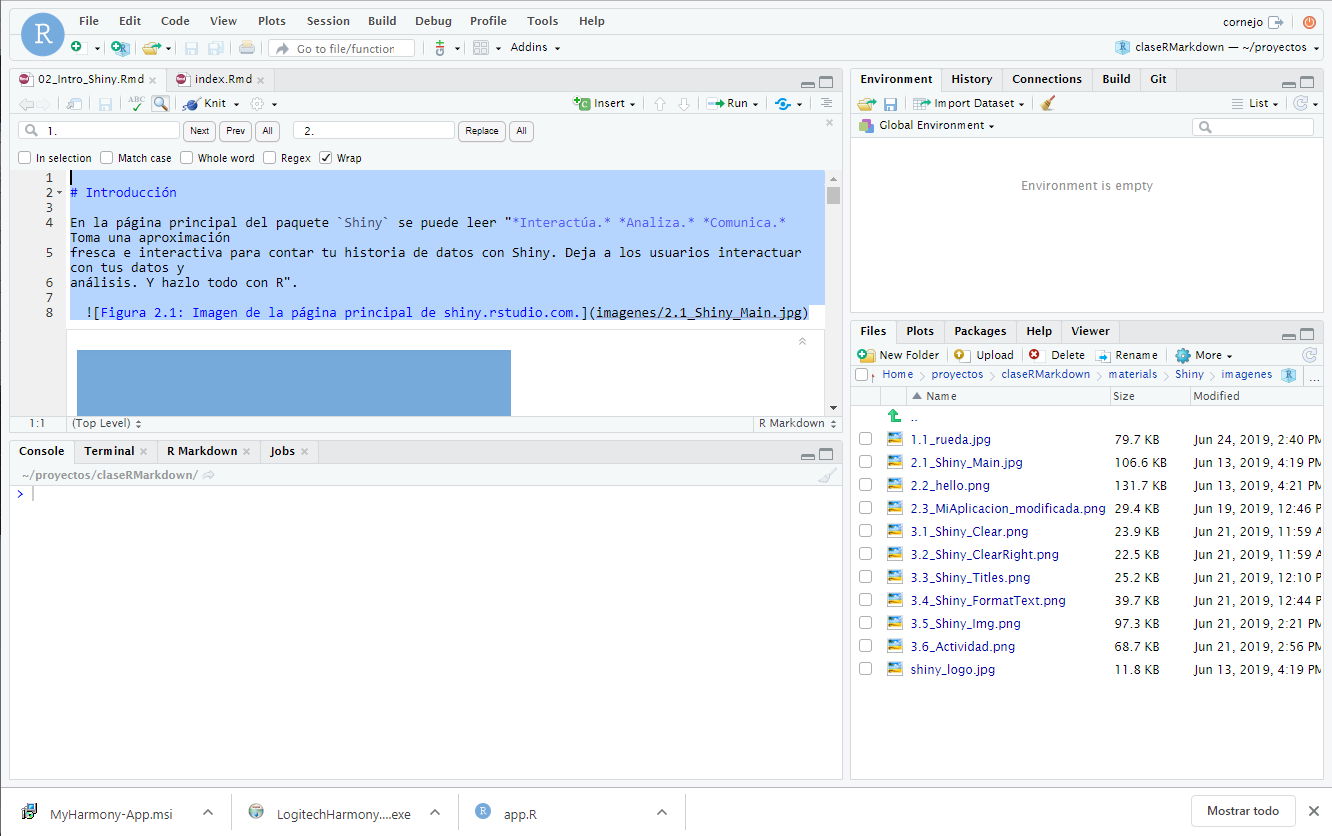 R File Edit Code View Plots Session Build Debug Profile Tools Help cornejo
Go to file/function Addins claseRMarkdown — ~/proyectos
02_Intro_Shiny.Rmd index.Rmd
ABC Knit Insert Run
1. Next Prev All 2. Replace All
In selection Match case Whole word Regex Wrap
1
2 # Introducción
3
4 En la página principal del paquete `Shiny` se puede leer "*Interactúa.* *Analiza.* *Comunica.*
Toma una aproximación
5 fresca e interactiva para contar tu historia de datos con Shiny. Deja a los usuarios interactuar
con tus datos y
6 análisis. Y hazlo todo con R".
7
8 ![Figura 2.1: Imagen de la página principal de shiny.rstudio.com.](imagenes/2.1_Shiny_Main.jpg)
1:1 (Top Level) R Markdown
Console Terminal R Markdown Jobs
~/proyectos/claseRMarkdown/
>
Environment History Connections Build Git
Import Dataset List
Global Environment
Environment is empty
Files Plots Packages Help Viewer
New Folder Upload Delete Rename More
Home proyectos claseRMarkdown materials Shiny imagenes R ...
Name Size Modified
..
1.1_rueda.jpg 79.7 KB Jun 24, 2019, 2:40 PM
2.1_Shiny_Main.jpg 106.6 KB Jun 13, 2019, 4:19 PM
2.2_hello.png 131.7 KB Jun 13, 2019, 4:21 PM
2.3_MiAplicacion_modificada.png 29.4 KB Jun 19, 2019, 12:46 P
3.1_Shiny_Clear.png 23.9 KB Jun 21, 2019, 11:59 A
3.2_Shiny_ClearRight.png 22.5 KB Jun 21, 2019, 11:59 A
3.3_Shiny_Titles.png 25.2 KB Jun 21, 2019, 12:10 P
3.4_Shiny_FormatText.png 39.7 KB Jun 21, 2019, 12:44 P
3.5_Shiny_Img.png 97.3 KB Jun 21, 2019, 2:21 PM
3.6_Actividad.png 68.7 KB Jun 21, 2019, 2:56 PM
shiny_logo.jpg 11.8 KB Jun 13, 2019, 4:19 PM
MyHarmony-App.msi LogitechHarmony....exe R app.R Mostrar todo